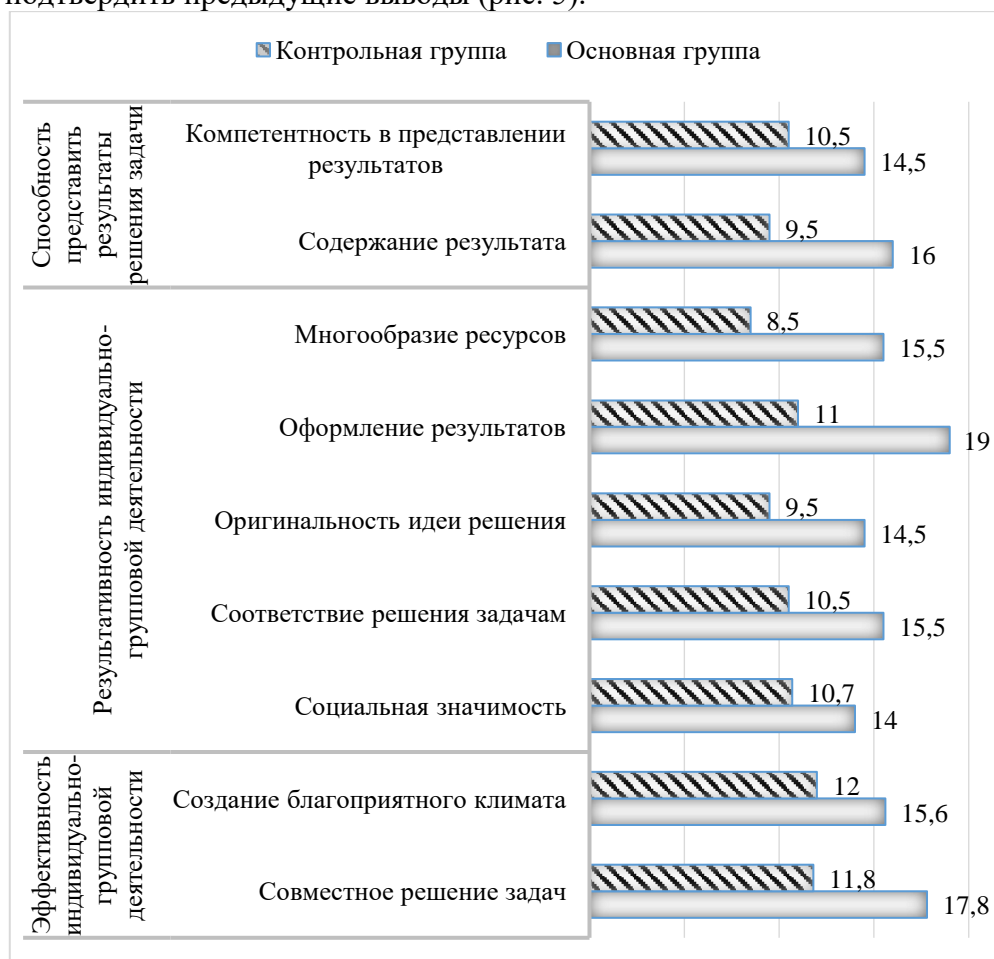 подтвердить предыдущие выводы (рис. 3).
Контрольная группа Основная группа
Способность
представить
результаты
решения задачи
Компетентность в представлении
результатов
10,5
14,5
Содержание результата
9,5
16
Результативность индивидуально-
групповой деятельности
Многообразие ресурсов
8,5
15,5
Оформление результатов
11
19
Оригинальность идеи решения
9,5
14,5
Соответствие решения задачам
10,5
15,5
Социальная значимость
10,7
14
Эффективность
индивидуально-
групповой
деятельности
Создание благоприятного климата
12
15,6
Совместное решение задач
11,8
17,8